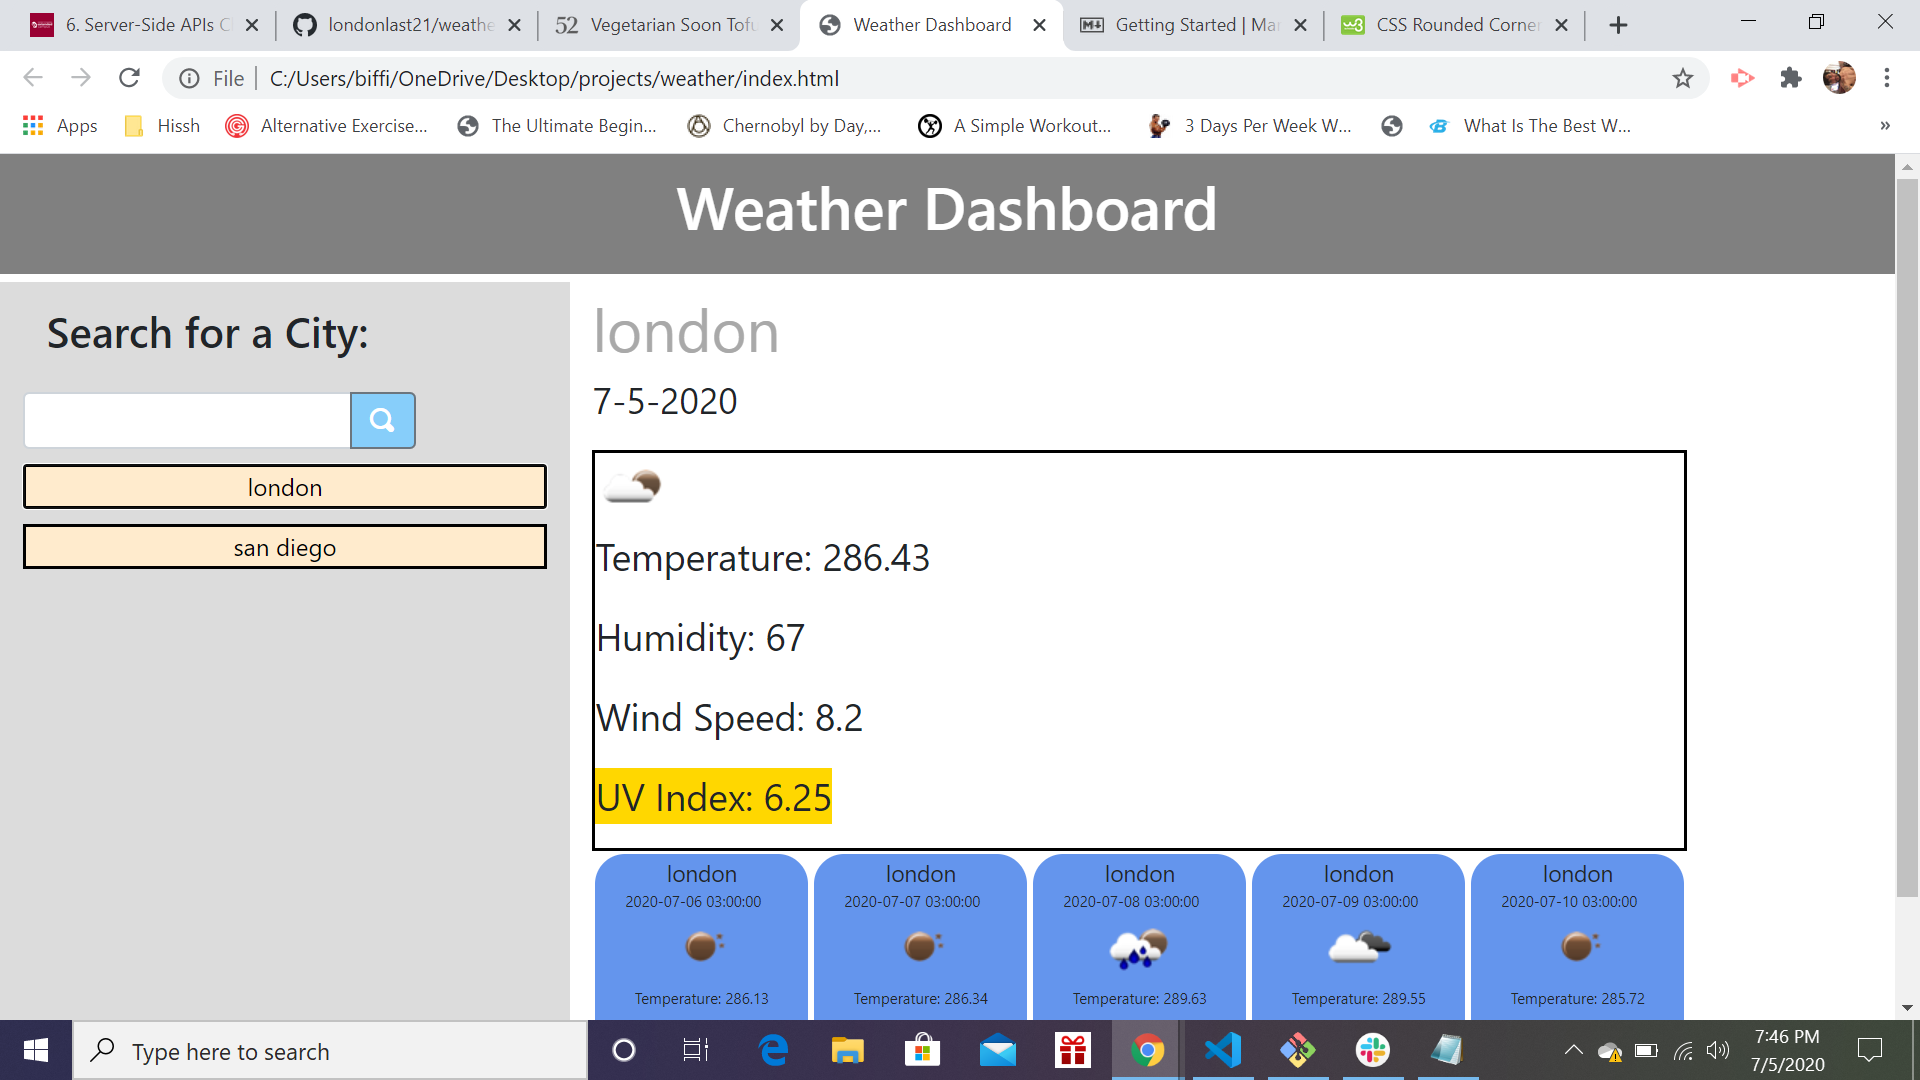 6. Server-Side APIs C
londonlast21/weathe
52 Vegetarian Soon Tofu
Weather Dashboard
Getting Started | Mar
CSS Rounded Corner
File
C:/Users/biffi/OneDrive/Desktop/projects/weather/index.html
Apps
Hissh
Alternative Exercise...
The Ultimate Begin...
Chernobyl by Day,...
A Simple Workout...
3 Days Per Week W...
What Is The Best W...
»
Weather Dashboard
Search for a City:
london
san diego
london
7-5-2020
Temperature: 286.43
Humidity: 67
Wind Speed: 8.2
UV Index: 6.25
london
2020-07-06 03:00:00
Temperature: 286.13
london
2020-07-07 03:00:00
Temperature: 286.34
london
2020-07-08 03:00:00
Temperature: 289.63
london
2020-07-09 03:00:00
Temperature: 289.55
london
2020-07-10 03:00:00
Temperature: 285.72
Type here to search
7:46 PM
7/5/2020